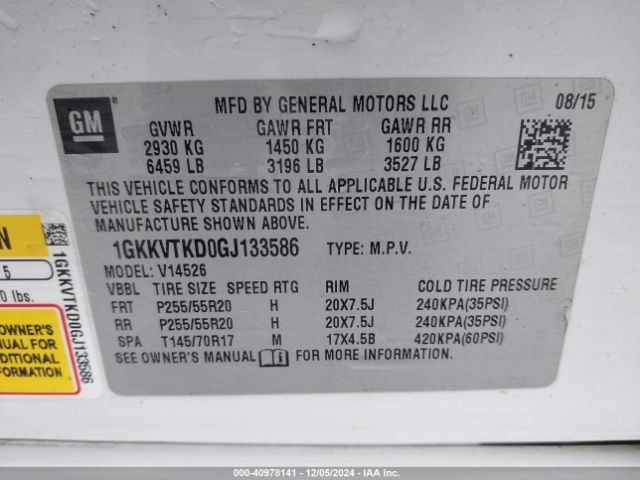 GM
MFD BY GENERAL MOTORS LLC 08/15
GVWR GAWR FRT GAWR RR
2930 KG 1450 KG 1600 KG
6459 LB 3196 LB 3527 LB
THIS VEHICLE CONFORMS TO ALL APPLICABLE U.S. FEDERAL MOTOR
VEHICLE SAFETY STANDARDS IN EFFECT ON THE DATE OF
MANUFACTURE SHOWN ABOVE.
1GKKVTKD0GJ133586 TYPE: M.P.V.
MODEL: V14526
VBBL TIRE SIZE SPEED RTG RIM COLD TIRE PRESSURE
FRT P255/55R20 H 20X7.5J 240KPA(35PSI)
RR P255/55R20 H 20X7.5J 240KPA(35PSI)
SPA T145/70R17 M 17X4.5B 420KPA(60PSI)
SEE OWNER'S MANUAL FOR MORE INFORMATION.
N
5
0 lbs.
OWNER'S
MANUAL FOR
ADDITIONAL
FORMATION
1GKKVTKD0GJ133586
000-40978141 - 12/05/2024 - IAA Inc.